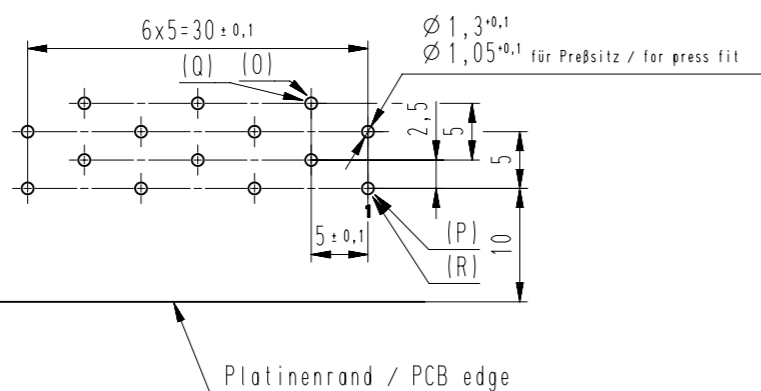 6x5=30 ± 0,1
Ø 1,3+0,1
Ø 1,05+0,1 für Preßsitz / for press fit
(Q) (O)
2,5
5
5
1
5 ± 0,1
(P)
(R)
10
Platinenrand / PCB edge